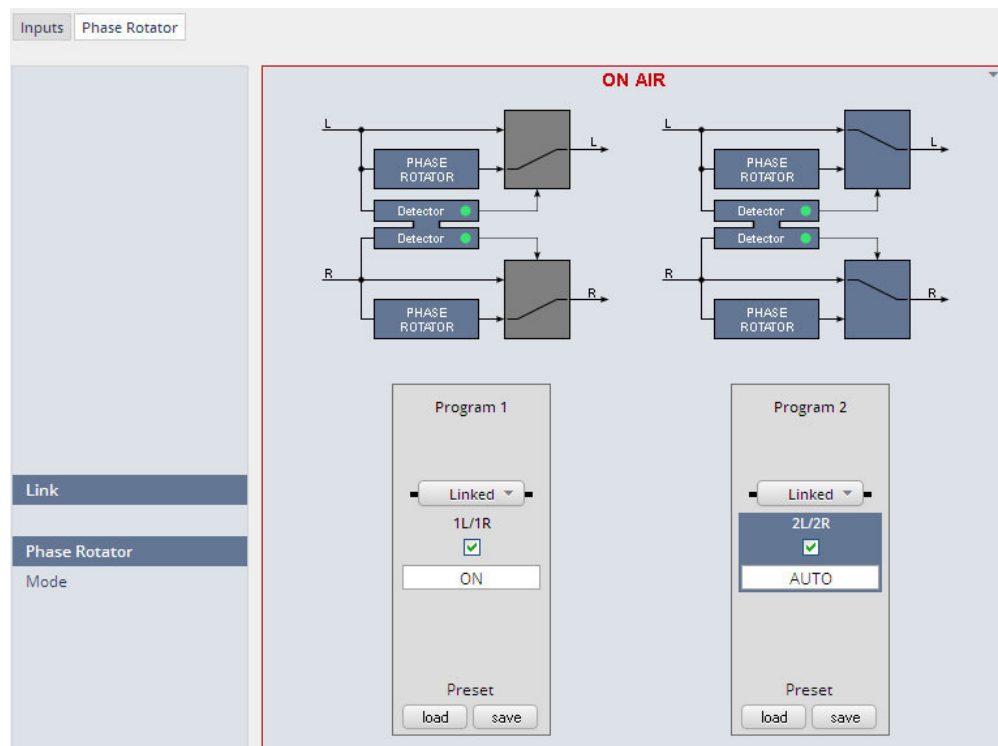 Inputs Phase Rotator
ON AIR
L L L L
PHASE ROTATOR PHASE ROTATOR
Detector Detector
Detector Detector
R R R R
PHASE ROTATOR PHASE ROTATOR
Program 1 Program 2
Link Linked Linked
1L/1R 2L/2R
Phase Rotator
Mode ON AUTO
Preset Preset
load save load save